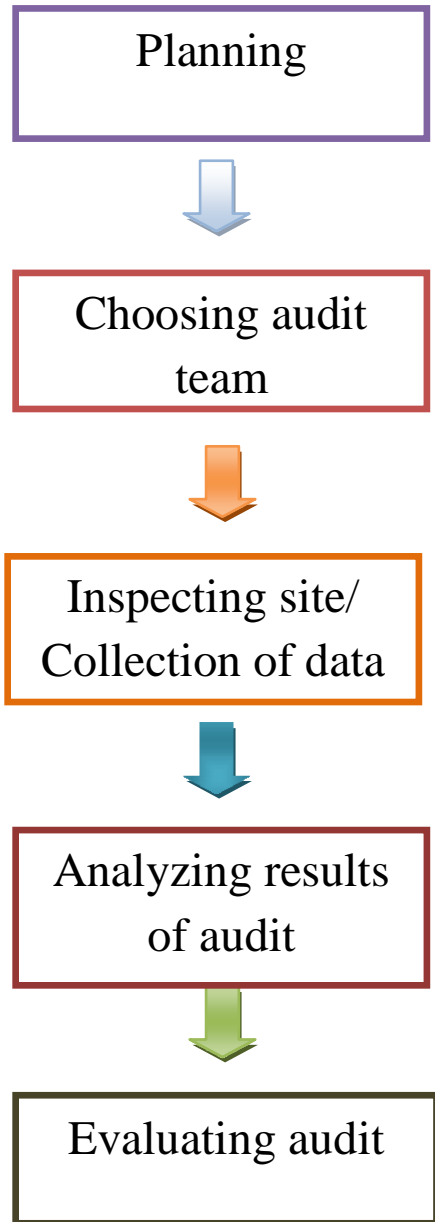 Planning
Choosing audit
team
Inspecting site/
Collection of data
Analyzing results
of audit
Evaluating audit